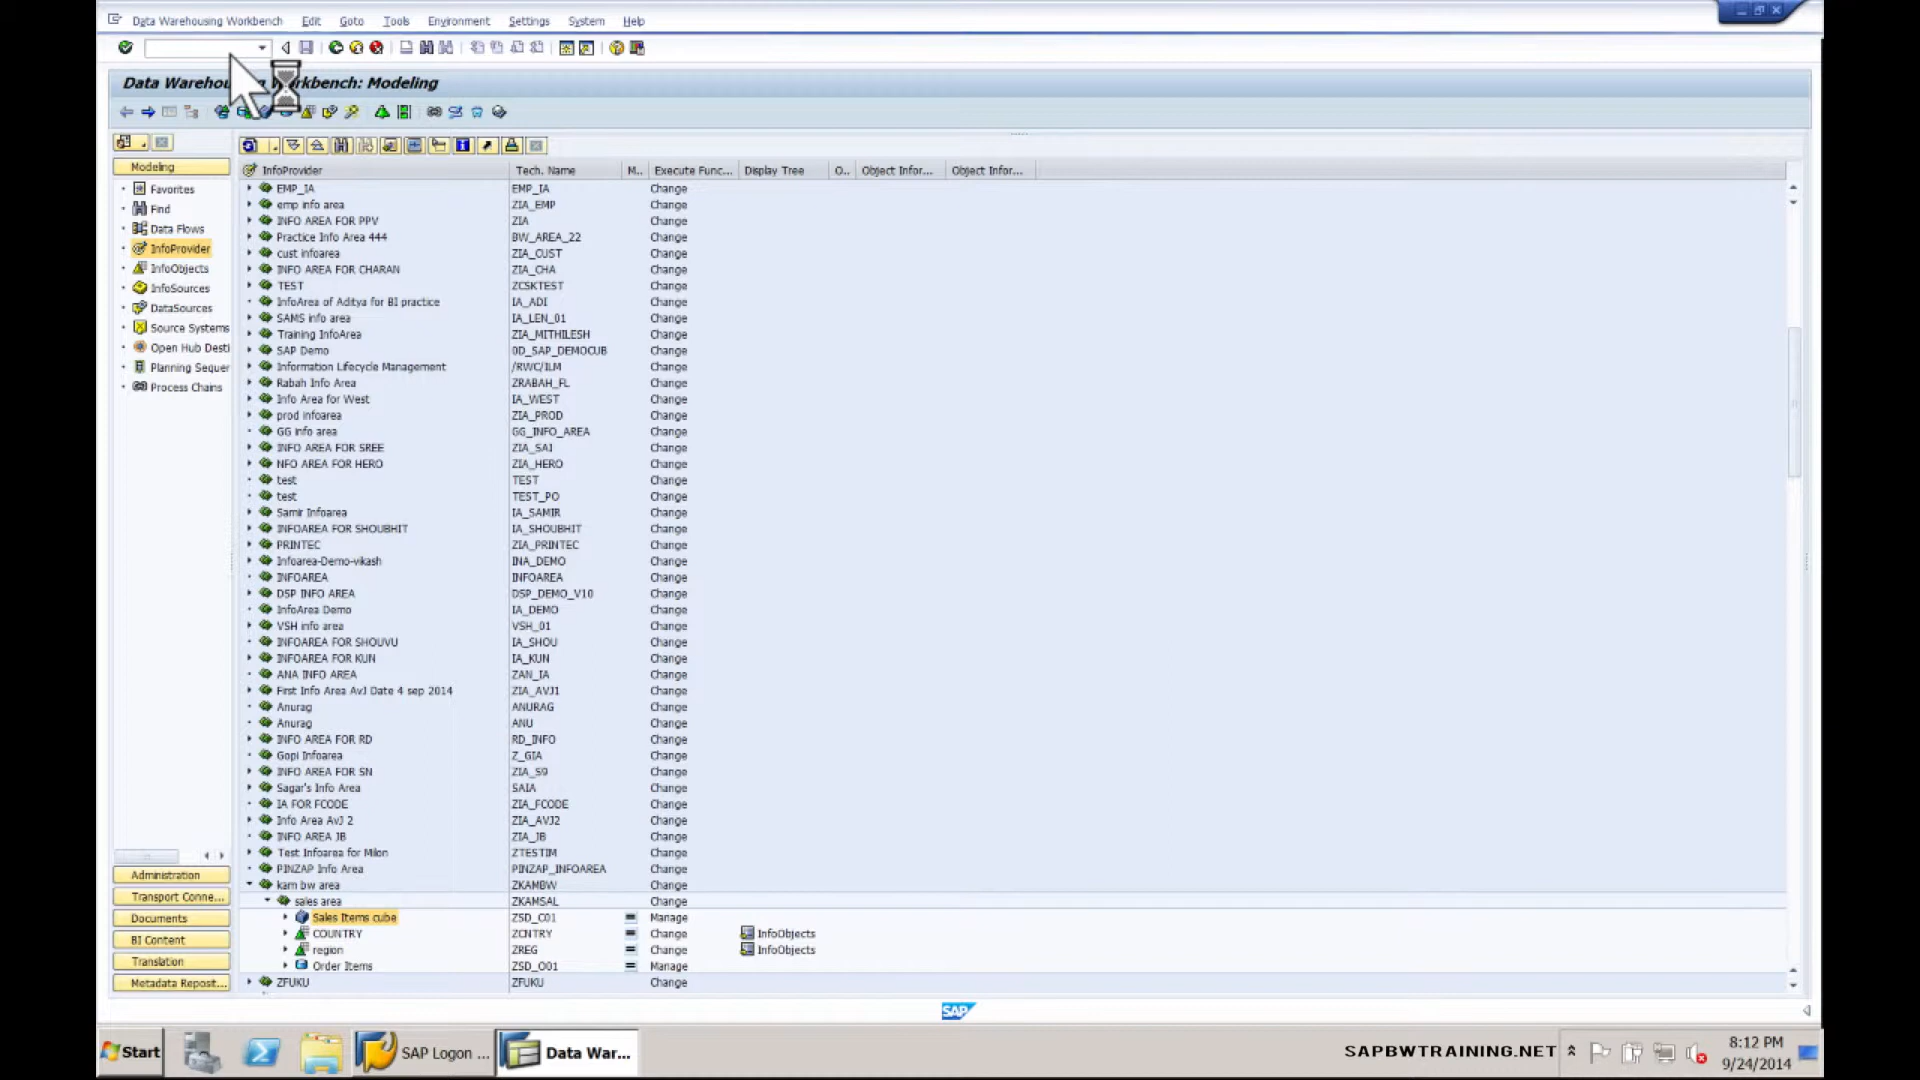 Data Warehousing Workbench Edit Goto Tools Environment Settings System Help
Data Warehou rkbench: Modeling
Modeling
Favorites
Find
Data Flows
InfoProvider
InfoObjects
InfoSources
DataSources
Source Systems
Open Hub Desti
Planning Sequer
Process Chains
Administration
Transport Conne...
Documents
BI Content
Translation
Metadata Repost...
InfoProvider Tech. Name M.. Execute Func... Display Tree O.. Object Infor... Object Infor...
EMP_IA EMP_IA Change
emp info area ZIA_EMP Change
INFO AREA FOR PPV ZIA Change
Practice Info Area 444 BW_AREA_22 Change
cust infoarea ZIA_CUST Change
INFO AREA FOR CHARAN ZIA_CHA Change
TEST ZCSKTEST Change
InfoArea of Aditya for BI practice IA_ADI Change
SAMS info area IA_LEN_01 Change
Training InfoArea ZIA_MITHILESH Change
SAP Demo 0D_SAP_DEMOCUB Change
Information Lifecycle Management /RWC/ILM Change
Rabah Info Area ZRABAH_FL Change
Info Area for West IA_WEST Change
prod infoarea ZIA_PROD Change
GG info area GG_INFO_AREA Change
INFO AREA FOR SREE ZIA_SAI Change
NFO AREA FOR HERO ZIA_HERO Change
test TEST Change
test TEST_PO Change
Samir Infoarea IA_SAMIR Change
INFOAREA FOR SHOUBHIT IA_SHOUBHIT Change
PRINTEC ZIA_PRINTEC Change
Infoarea-Demo-vikash INA_DEMO Change
INFOAREA INFOAREA Change
DSP INFO AREA DSP_DEMO_V10 Change
InfoArea Demo IA_DEMO Change
VSH info area VSH_01 Change
INFOAREA FOR SHOUVU IA_SHOU Change
INFOAREA FOR KUN IA_KUN Change
ANA INFO AREA ZAN_IA Change
First Info Area AvJ Date 4 sep 2014 ZIA_AVJ1 Change
Anurag ANURAG Change
Anurag ANU Change
INFO AREA FOR RD RD_INFO Change
Gopi Infoarea Z_GIA Change
INFO AREA FOR SN ZIA_S9 Change
Sagar's Info Area SAIA Change
IA FOR FCODE ZIA_FCODE Change
Info Area AvJ 2 ZIA_AVJ2 Change
INFO AREA JB ZIA_JB Change
Test Infoarea for Milon ZTESTIM Change
PINZAP Info Area PINZAP_INFOAREA Change
kam bw area ZKAMBW Change
sales area ZKAMSAL Change
Sales Items cube ZSD_C01 Manage
COUNTRY ZCNTRY Change InfoObjects
region ZREG Change InfoObjects
Order Items ZSD_O01 Manage
ZFUKU ZFUKU Change
SAP
Start SAP Logon ... Data War... SAPBWTRAINING.NET 8:12 PM
9/24/2014